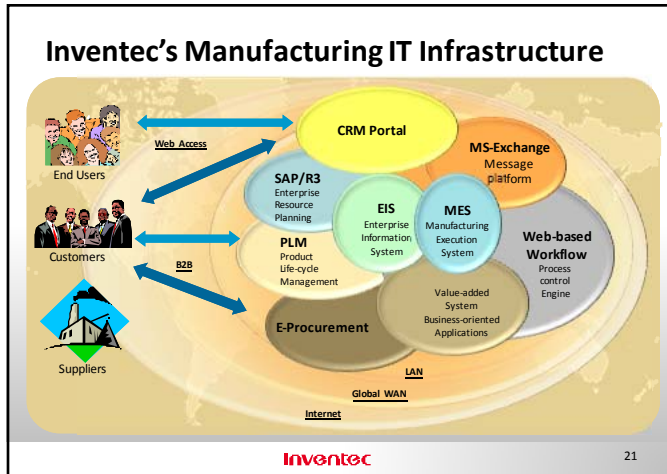 Inventec's Manufacturing IT Infrastructure
End Users
Web Access
CRM Portal
MS-Exchange
Message
platform
SAP/R3
Enterprise
Resource
Planning
EIS
Enterprise
Information
System
MES
Manufacturing
Execution
System
Customers
PLM
Product
Life-cycle
Management
Web-based
Workflow
Process
control
Engine
B2B
Value-added
System
Business-oriented
Applications
E-Procurement
Suppliers
LAN
Global WAN
Internet
Inventec
21